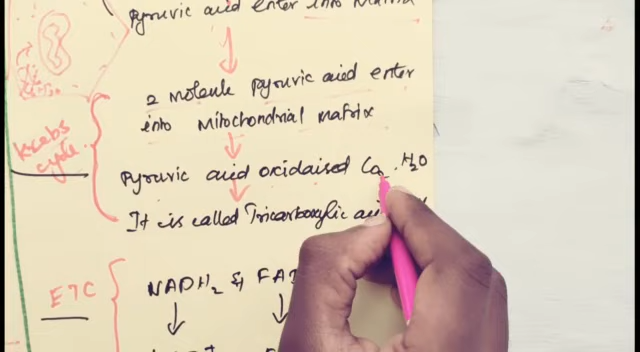 Pyruvic acid enter into Matrix
2 Molecule Pyruvic acid enter
into Mitochondrial matrix
Krebs
cycle
Pyruvic acid oxidaised Co2 . H2O
It is called Tricarboxylic
ETC
NADH2 &